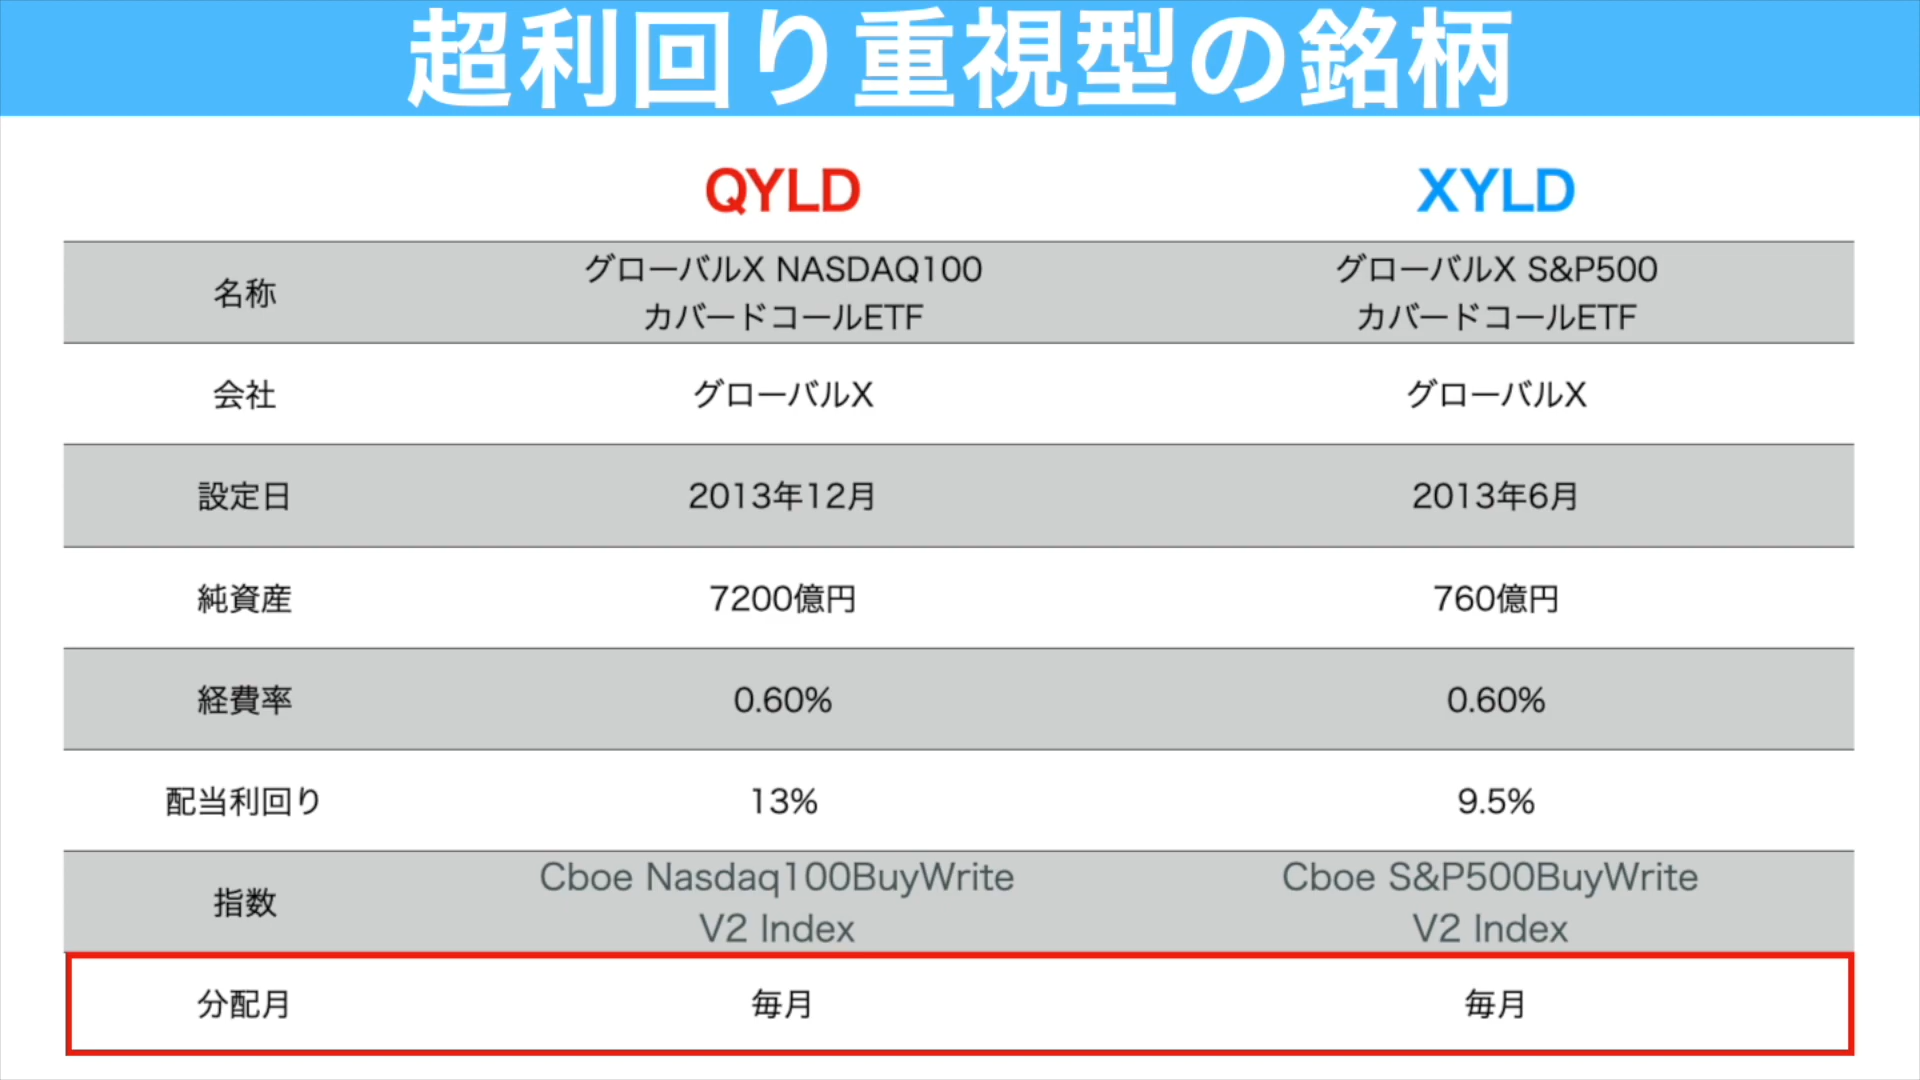 超利回り重視型の銘柄
QYLD
XYLD
名称
グローバルX NASDAQ100
カバードコールETF
グローバルX S&P500
カバードコールETF
会社
グローバルX
グローバルX
設定日
2013年12月
2013年6月
純資産
7200億円
760億円
経費率
0.60%
0.60%
配当利回り
13%
9.5%
指数
Cboe Nasdaq100BuyWrite
V2 Index
Cboe S&P500BuyWrite
V2 Index
分配月
毎月
毎月